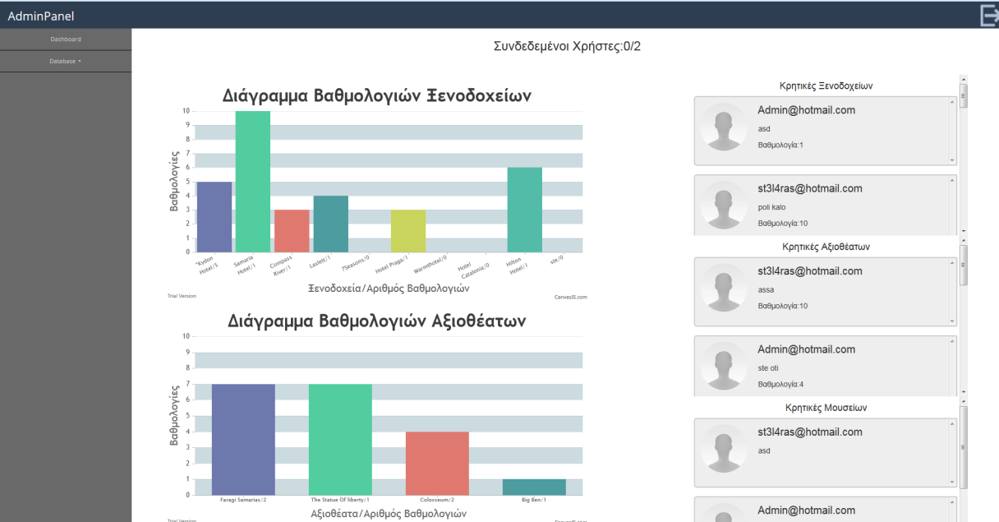 AdminPanel
Dashboard
Database
Συνδεδεμένοι Χρήστες:0/2
Διάγραμμα Βαθμολογιών Ξενοδοχείων
Βαθμολογίες
10
9
8
7
6
5
4
3
2
1
0
"Kydon Hotel/5
Samaria Hotel/1
Compass River/1
Laslett/1
7Seasons/0
Hotel Praga/1
Warmthotel/0
Hotel Catalonia/0
Hilton Hotel/1
ste/0
Ξενοδοχεία/Αριθμός Βαθμολογιών
Trial Version
CanvasJS.com
Διάγραμμα Βαθμολογιών Αξιοθέατων
Βαθμολογίες
10
9
8
7
6
5
4
3
2
1
0
Faragi Samarias/2
The Statue Of liberty/1
Colosseum/2
Big Ben/1
Αξιοθέατα/Αριθμός Βαθμολογιών
Trial Version
CanvasJS.com
Κρητικές Ξενοδοχείων
Admin@hotmail.com
asd
Βαθμολογία:1
st3l4ras@hotmail.com
poli kalo
Βαθμολογία:10
Κρητικές Αξιοθέατων
st3l4ras@hotmail.com
assa
Βαθμολογία:10
Admin@hotmail.com
ste oti
Βαθμολογία:4
Κρητικές Μουσείων
st3l4ras@hotmail.com
asd
Admin@hotmail.com